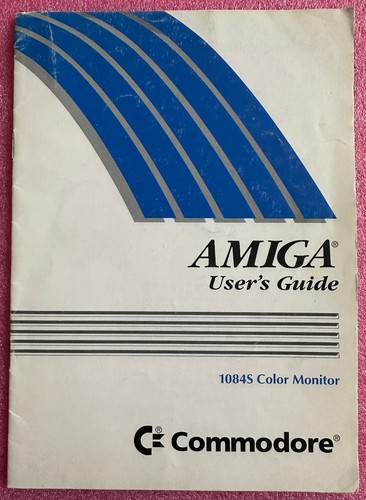 AMIGA®
User's Guide
1084S Color Monitor
Commodore®